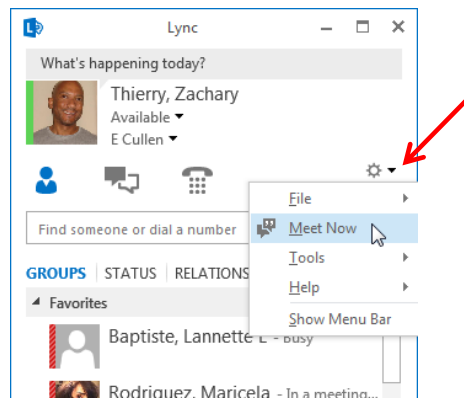 Lync
What's happening today?
Thierry, Zachary
Available
E Cullen
File
Find someone or dial a number
Meet Now
Tools
GROUPS STATUS RELATIONS
Help
Favorites
Show Menu Bar
Baptiste, Lannette E - Busy
Rodriguez, Maricela - In a meeting...